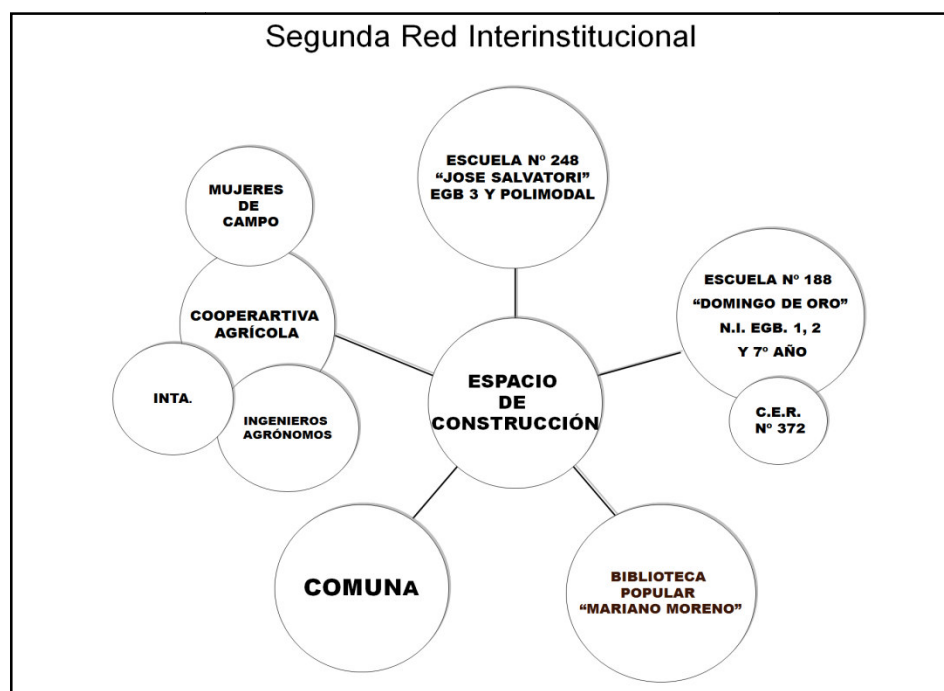 Segunda Red Interinstitucional
ESCUELA Nº 248
“JOSE SALVATORI”
EGB 3 Y POLIMODAL
MUJERES
DE
CAMPO
COOPERARTIVA
AGRÍCOLA
INTA.
INGENIEROS
AGRÓNOMOS
ESCUELA Nº 188
“DOMINGO DE ORO”
N.I. EGB. 1, 2
Y 7º AÑO
C.E.R.
Nº 372
ESPACIO
DE
CONSTRUCCIÓN
COMUNA
BIBLIOTECA
POPULAR
“MARIANO MORENO”